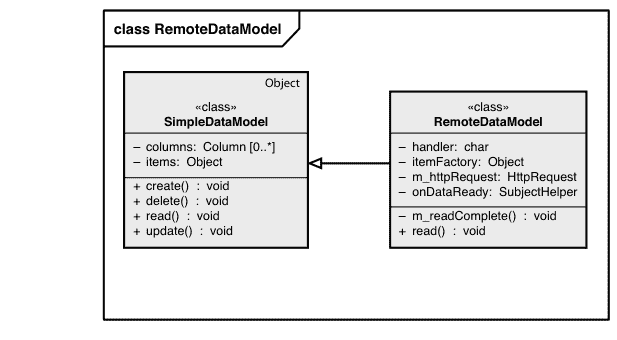 class RemoteDataModel
Object
«class»
SimpleDataModel
– columns: Column [0..*]
– items: Object
+ create() : void
+ delete() : void
+ read() : void
+ update() : void
«class»
RemoteDataModel
– handler: char
– itemFactory: Object
– m_httpRequest: HttpRequest
– onDataReady: SubjectHelper
– m_readComplete() : void
+ read() : void